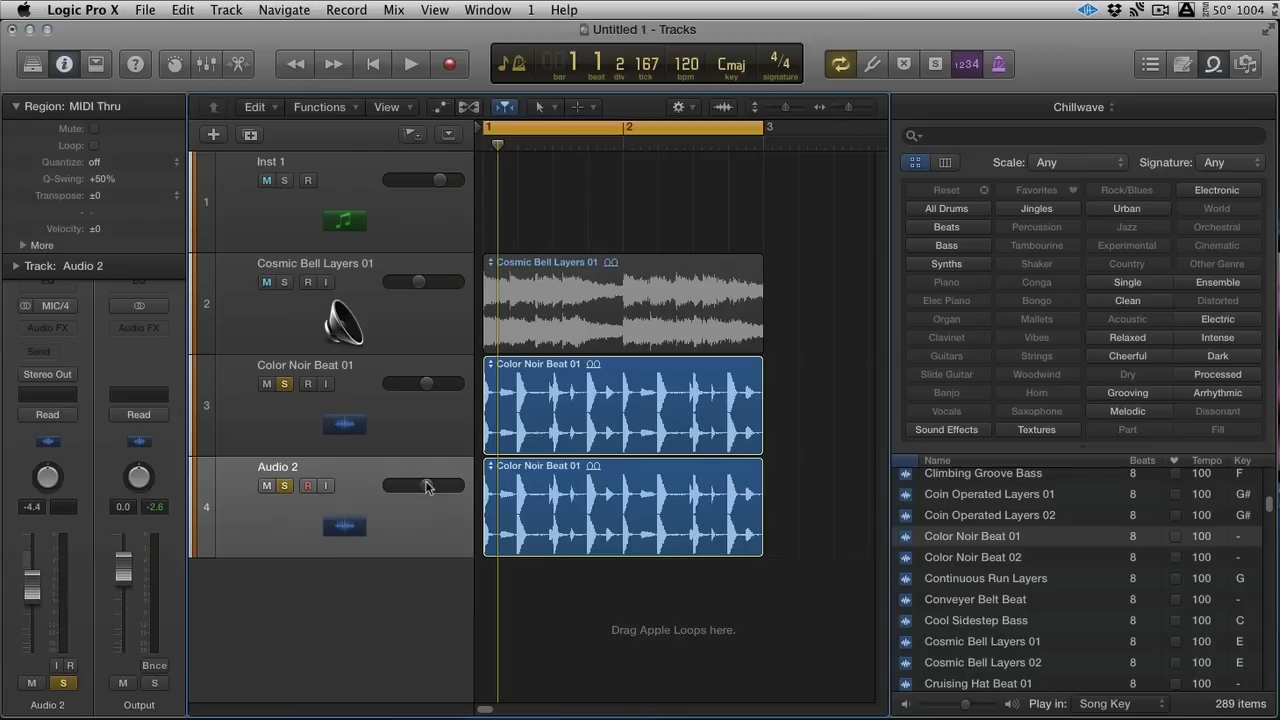 Logic Pro X File Edit Track Navigate Record Mix View Window 1 Help 50° 1004
Untitled 1 - Tracks
1 1 2 167 120 Cmaj 4/4
bar beat div tick bpm key signature
1234
Region: MIDI Thru
Mute:
Loop:
Quantize: off
Q-Swing: +50%
Transpose: ±0
Velocity: ±0
More
Track: Audio 2
EQ EQ
MIC/4
Audio FX Audio FX
Send
Stereo Out
Read Read
-4.4 0.0 -2.6
I R Bnce
M S M S
Audio 2 Output
Edit Functions View
1 2 3
1 Inst 1
M S R
2 Cosmic Bell Layers 01
M S R I
Cosmic Bell Layers 01
3 Color Noir Beat 01
M S R I
Color Noir Beat 01
4 Audio 2
M S R I
Color Noir Beat 01
Drag Apple Loops here.
Chillwave
Scale: Any Signature: Any
Reset Favorites Rock/Blues Electronic
All Drums Jingles Urban World
Beats Percussion Jazz Orchestral
Bass Tambourine Experimental Cinematic
Synths Shaker Country Other Genre
Piano Conga Single Ensemble
Elec Piano Bongo Clean Distorted
Organ Mallets Acoustic Electric
Clavinet Vibes Relaxed Intense
Guitars Strings Cheerful Dark
Slide Guitar Woodwind Dry Processed
Banjo Horn Grooving Arrhythmic
Vocals Saxophone Melodic Dissonant
Sound Effects Textures Part Fill
Name Beats Tempo Key
Climbing Groove Bass 8 100 F
Coin Operated Layers 01 8 100 G#
Coin Operated Layers 02 8 100 G#
Color Noir Beat 01 8 100 -
Color Noir Beat 02 8 100 -
Continuous Run Layers 8 100 G
Conveyer Belt Beat 8 100 -
Cool Sidestep Bass 8 100 C
Cosmic Bell Layers 01 8 100 E
Cosmic Bell Layers 02 8 100 E
Cruising Hat Beat 01 8 100 -
Play in: Song Key 289 items